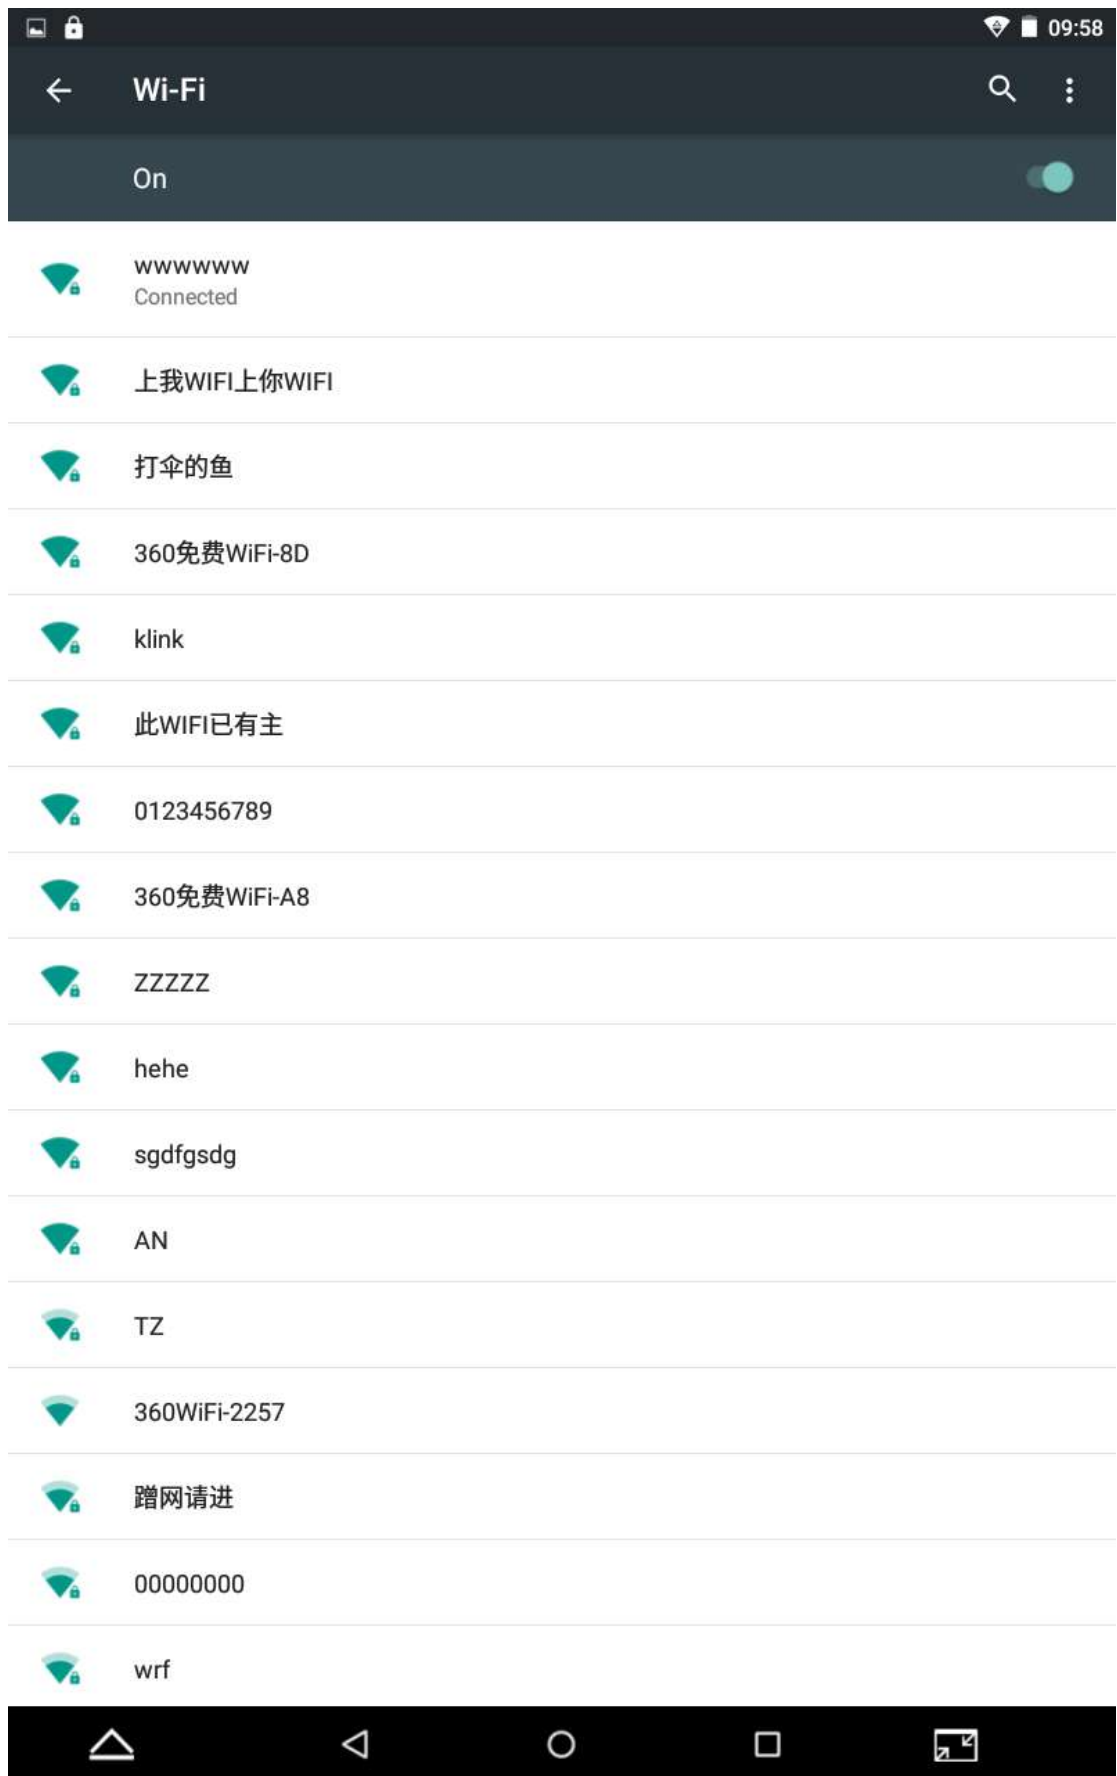 09:58
Wi-Fi
On
wwwwww
Connected
上我WIFI上你WIFI
打伞的鱼
360免费WiFi-8D
klink
此WIFI已有主
0123456789
360免费WiFi-A8
ZZZZZ
hehe
sgdfgsdg
AN
TZ
360WiFi-2257
蹭网请进
00000000
wrf